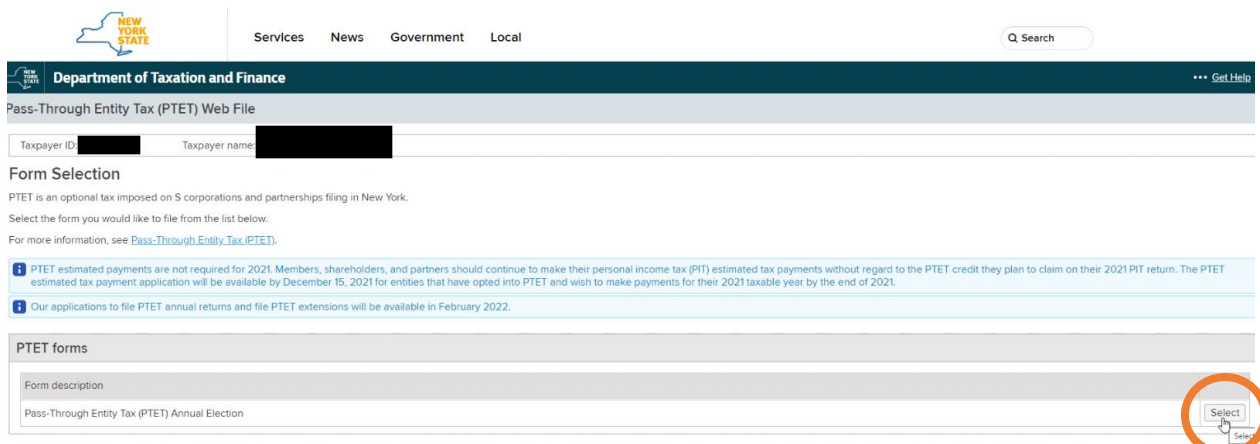 NEW YORK STATE
Services News Government Local
Search
NEW YORK STATE Department of Taxation and Finance ••• Get Help
Pass-Through Entity Tax (PTET) Web File
Taxpayer ID: Taxpayer name:
Form Selection
PTET is an optional tax imposed on S corporations and partnerships filing in New York.
Select the form you would like to file from the list below.
For more information, see Pass-Through Entity Tax (PTET).
PTET estimated payments are not required for 2021. Members, shareholders, and partners should continue to make their personal income tax (PIT) estimated tax payments without regard to the PTET credit they plan to claim on their 2021 PIT return. The PTET
estimated tax payment application will be available by December 15, 2021 for entities that have opted into PTET and wish to make payments for their 2021 taxable year by the end of 2021.
Our applications to file PTET annual returns and file PTET extensions will be available in February 2022.
PTET forms
Form description
Pass-Through Entity Tax (PTET) Annual Election Select
Select